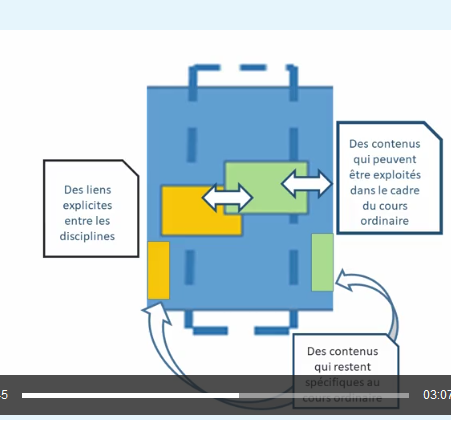 Des contenus
qui peuvent
être exploités
dans le cadre
du cours
ordinaire
Des liens
explicites
entre les
disciplines
Des contenus
qui restent
spécifiques au
cours ordinaire
03:07